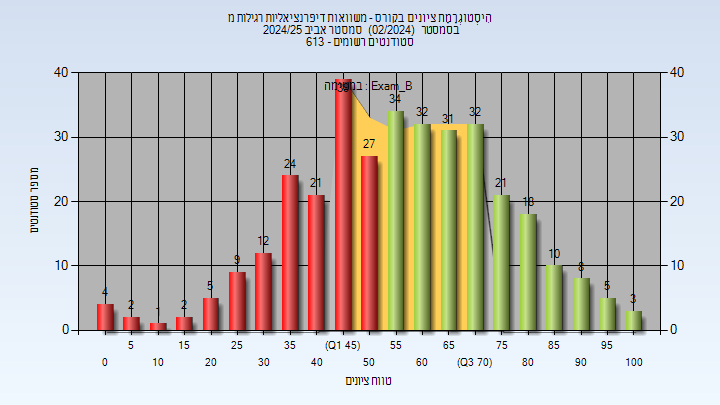 היסטוגרמת ציונים בקורס - משוואות דיפרנציאליות רגילות מ
בסמסטר (02/2024) סמסטר אביב 2024/25
סטודנטים רשומים - 613
בחשימה : Exam_B
40 40
30 30
20 20
10 10
0 0
מספר סטודנטים
4 2 1 2 5 9 12 24 21 39 27 34 32 31 32 21 18 10 8 5 3
5 15 25 35 (Q1 45) 55 65 75 85 95
0 10 20 30 40 50 60 (Q3 70) 80 90 100
טווח ציונים